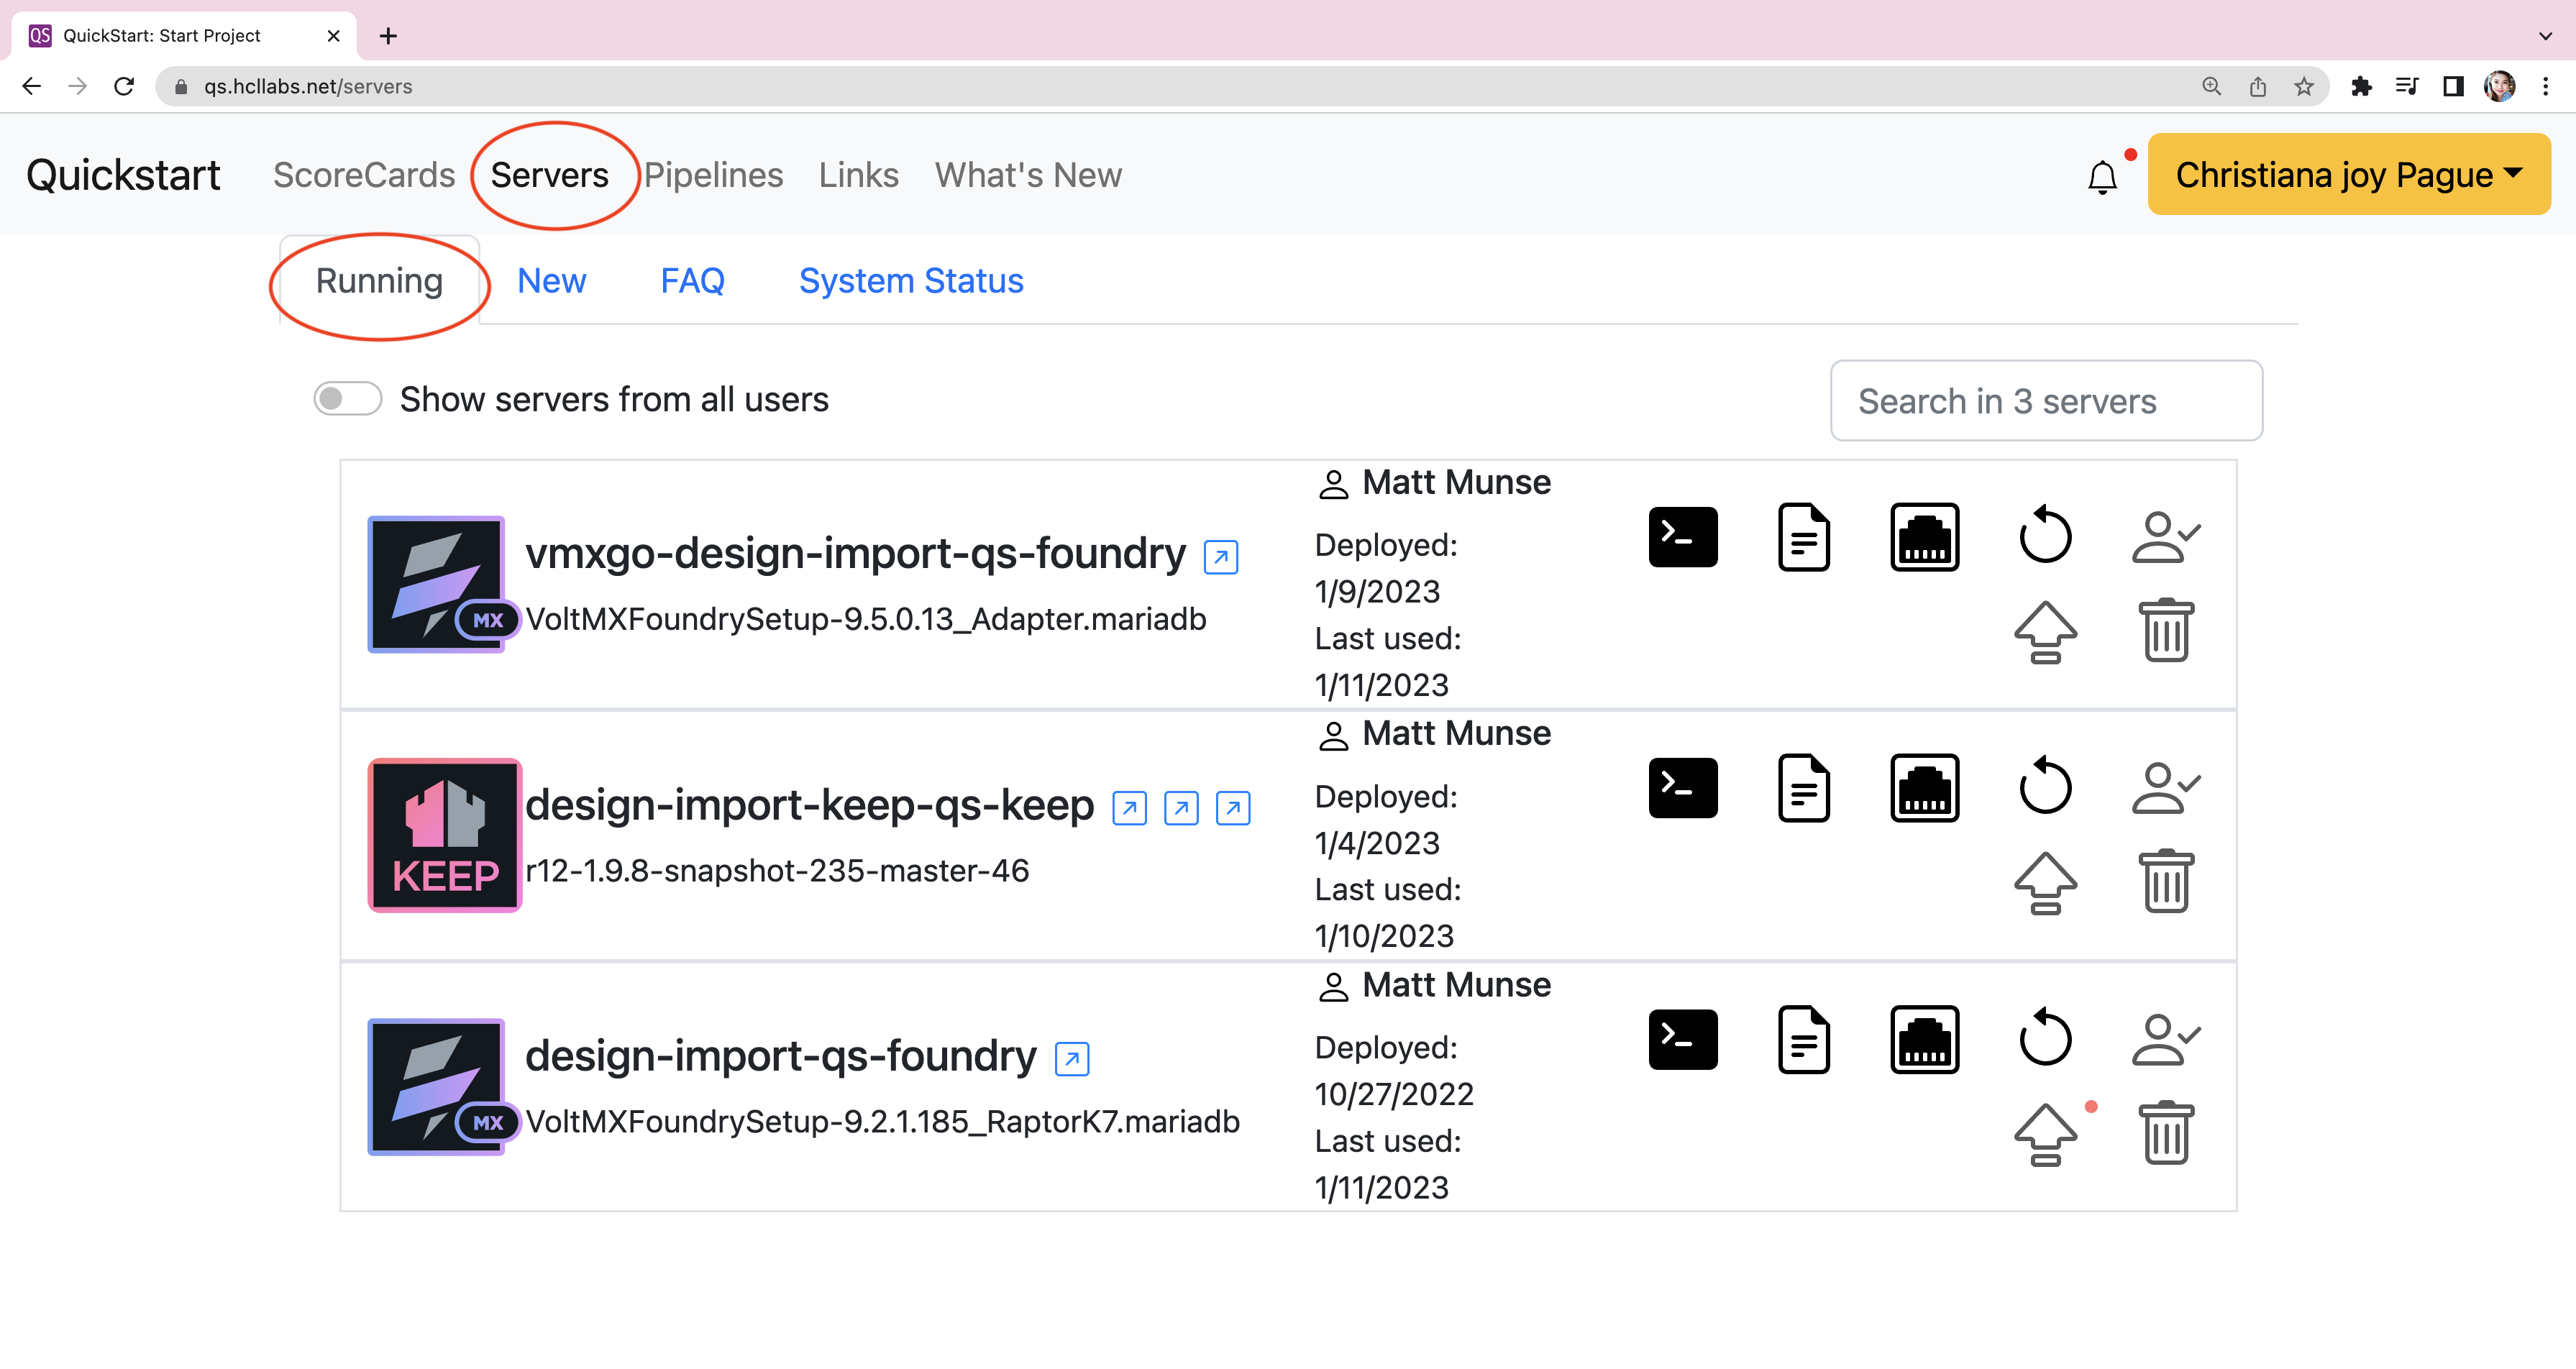 QS QuickStart: Start Project
qs.hcllabs.net/servers
Quickstart ScoreCards Servers Pipelines Links What's New Christiana joy Pague
Running New FAQ System Status
Show servers from all users
Search in 3 servers
Matt Munse
vmxgo-design-import-qs-foundry
MX
VoltMXFoundrySetup-9.5.0.13_Adapter.mariadb
Deployed:
1/9/2023
Last used:
1/11/2023
Matt Munse
design-import-keep-qs-keep
KEEP
r12-1.9.8-snapshot-235-master-46
Deployed:
1/4/2023
Last used:
1/10/2023
Matt Munse
design-import-qs-foundry
MX
VoltMXFoundrySetup-9.2.1.185_RaptorK7.mariadb
Deployed:
10/27/2022
Last used:
1/11/2023